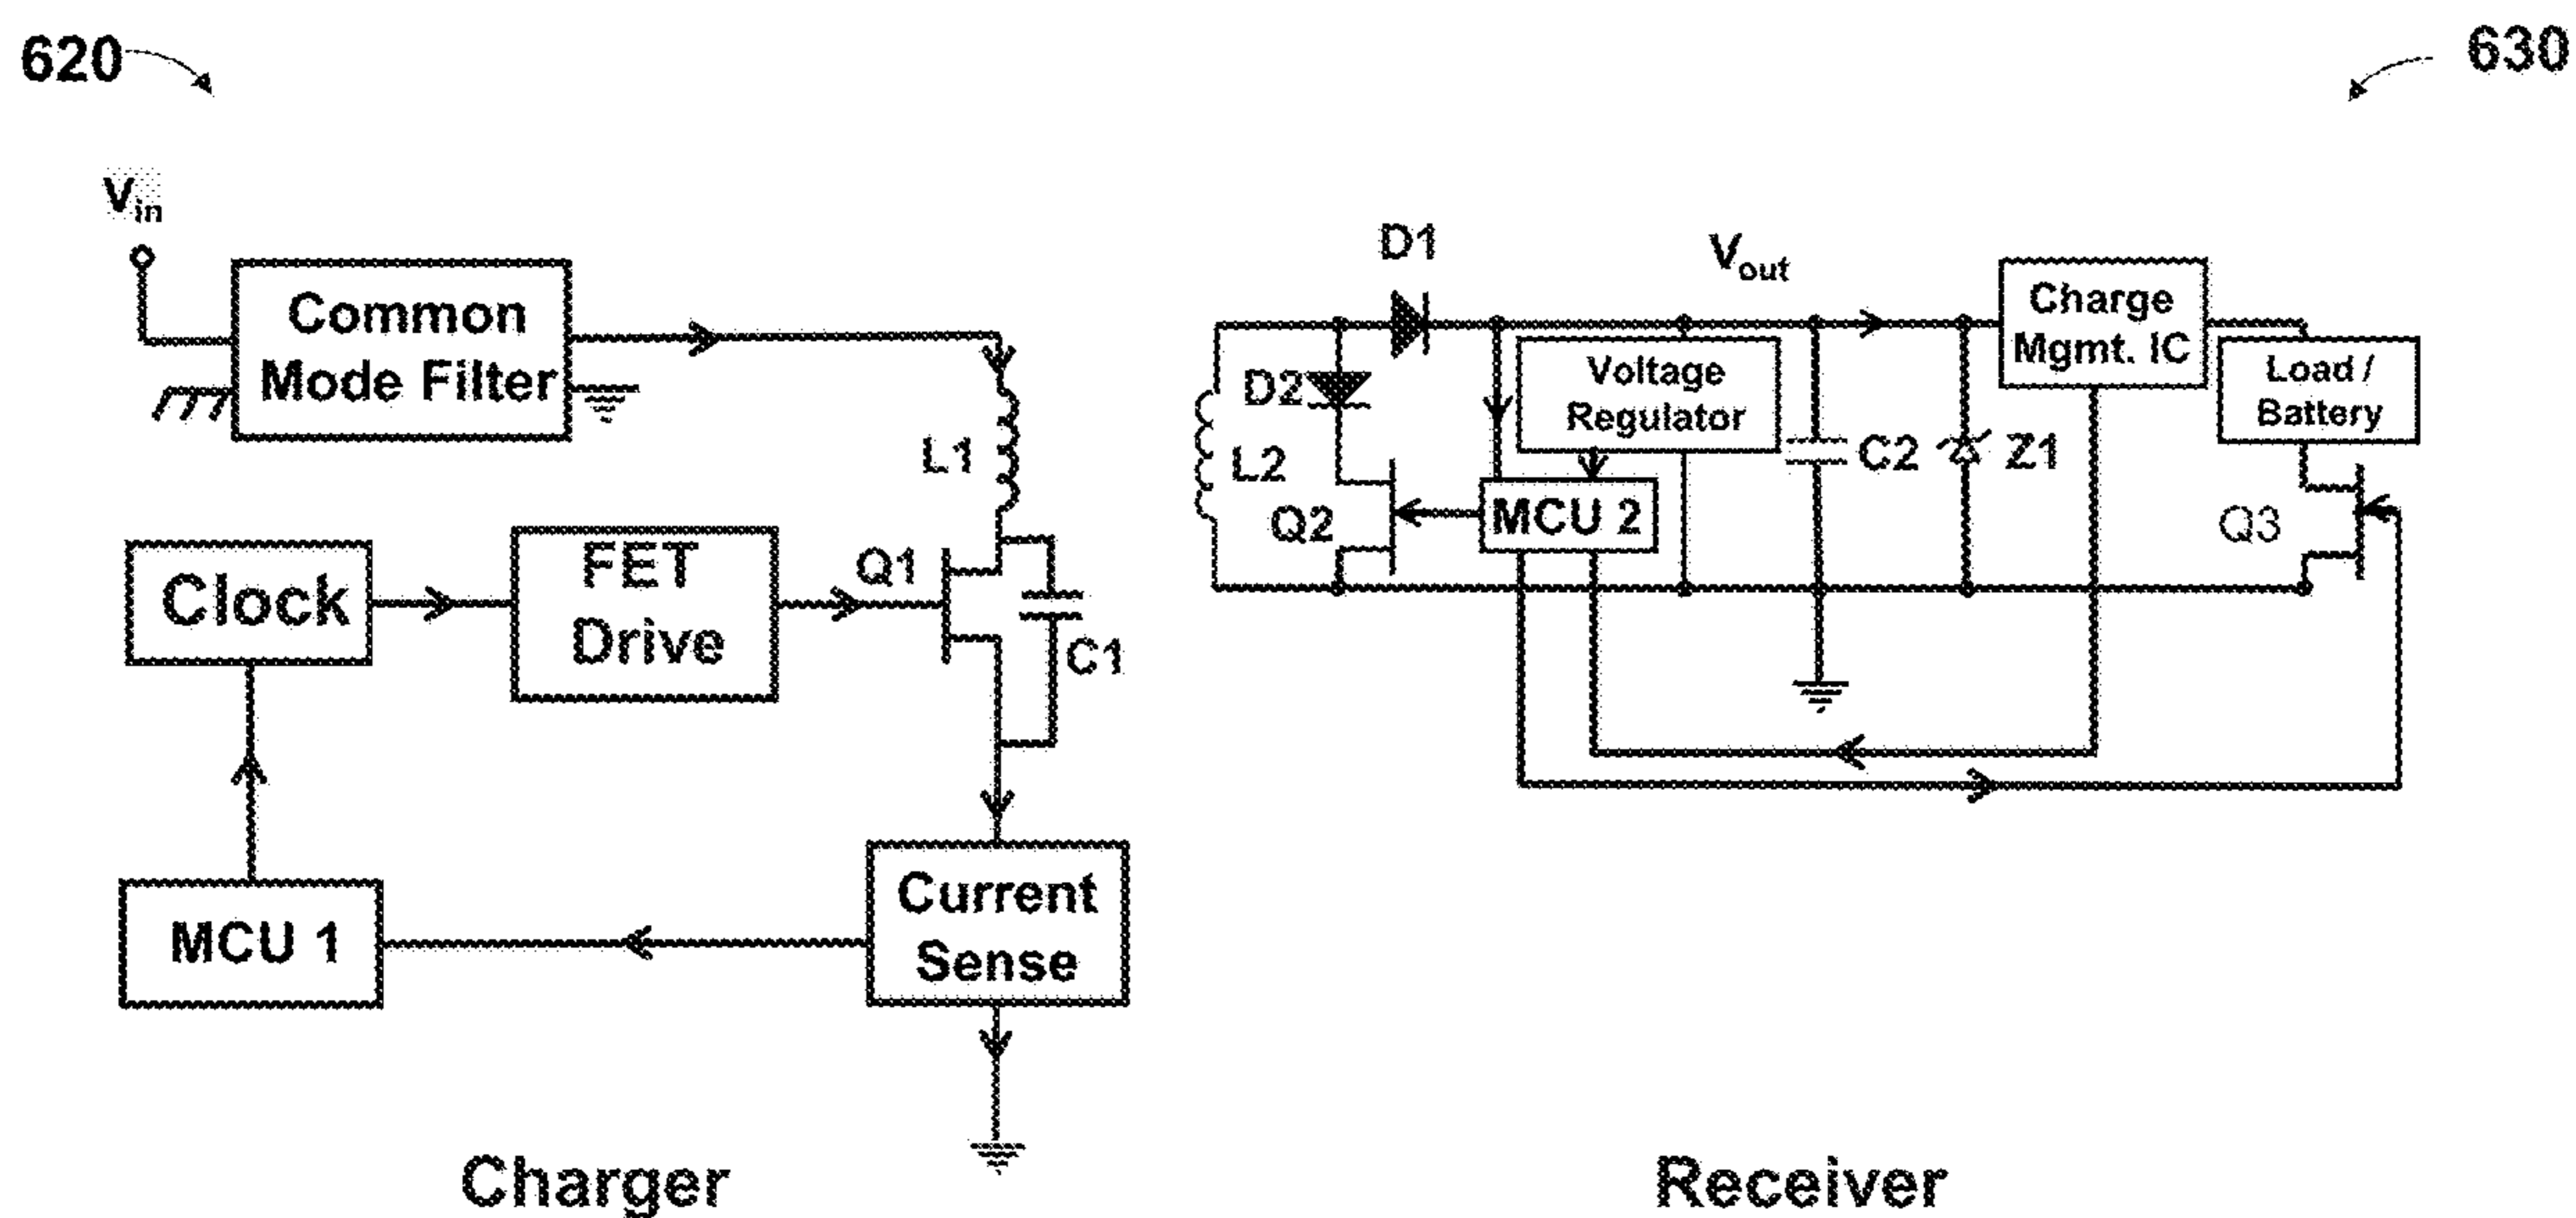 620
630
Vin
Common
Mode Filter
L1
Clock
FET
Drive
Q1
C1
MCU 1
Current
Sense
Charger
D1
Vout
Charge
Mgmt. IC
Voltage
Regulator
Load /
Battery
D2
L2
C2
Z1
Q2
MCU 2
Q3
Receiver